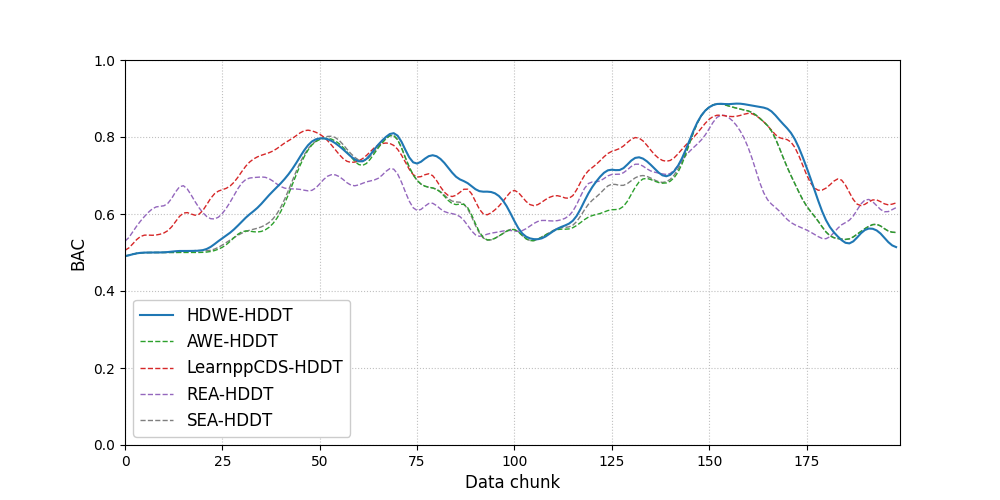 1.0
0.8
0.6
0.4
0.2
0.0
BAC
HDWE-HDDT
AWE-HDDT
LearnppCDS-HDDT
REA-HDDT
SEA-HDDT
0 25 50 75 100 125 150 175
Data chunk